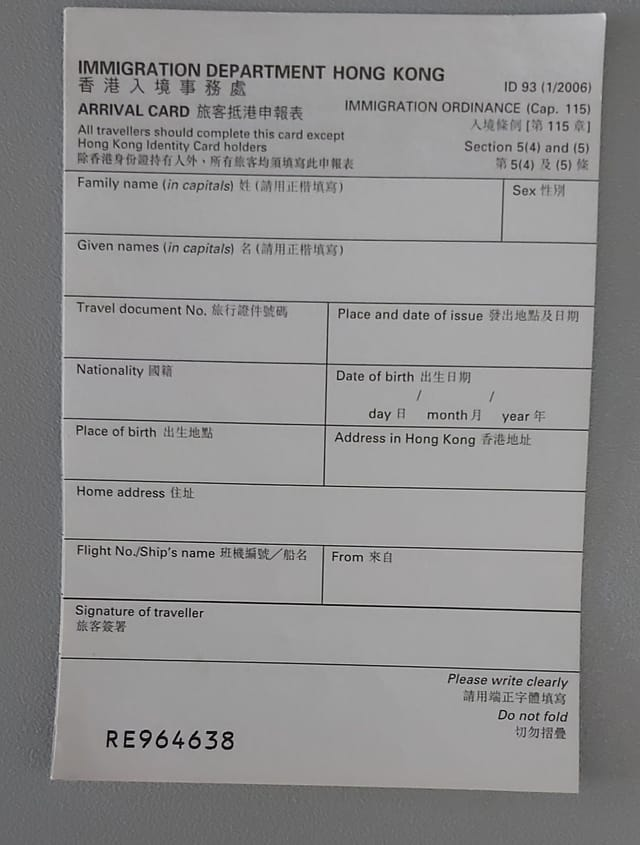 IMMIGRATION DEPARTMENT HONG KONG
香港入境事務處
ID 93 (1/2006)
ARRIVAL CARD 旅客抵港申報表
IMMIGRATION ORDINANCE (Cap. 115)
入境條例 [第 115 章]
All travellers should complete this card except
Hong Kong Identity Card holders
Section 5(4) and (5)
除香港身份證持有人外，所有旅客均須填寫此申報表
第 5(4) 及 (5) 條
Family name (in capitals) 姓 (請用正楷填寫)
Sex 性別
Given names (in capitals) 名 (請用正楷填寫)
Travel document No. 旅行證件號碼
Place and date of issue 發出地點及日期
Nationality 國籍
Date of birth 出生日期
/ /
day 日 month 月 year 年
Place of birth 出生地點
Address in Hong Kong 香港地址
Home address 住址
Flight No./Ship's name 班機編號／船名
From 來自
Signature of traveller
旅客簽署
Please write clearly
請用端正字體填寫
Do not fold
切勿摺疊
RE964638